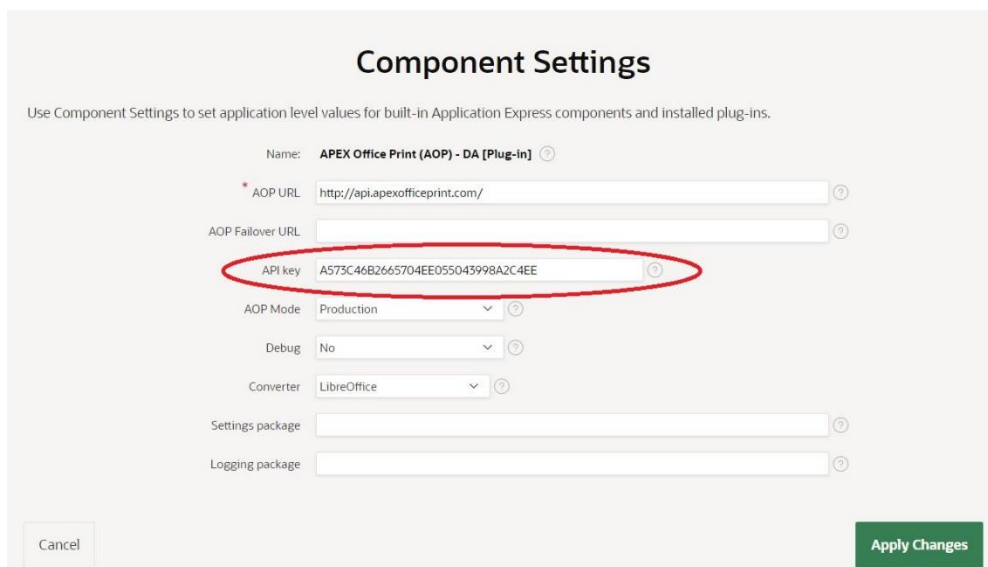 Component Settings
Use Component Settings to set application level values for built-in Application Express components and installed plug-ins.
Name: APEX Office Print (AOP) - DA [Plug-in] ?
* AOP URL http://api.apexofficeprint.com/ ?
AOP Failover URL ?
API key A573C46B2665704EE055043998A2C4EE ?
AOP Mode Production ?
Debug No ?
Converter LibreOffice ?
Settings package ?
Logging package ?
Cancel Apply Changes